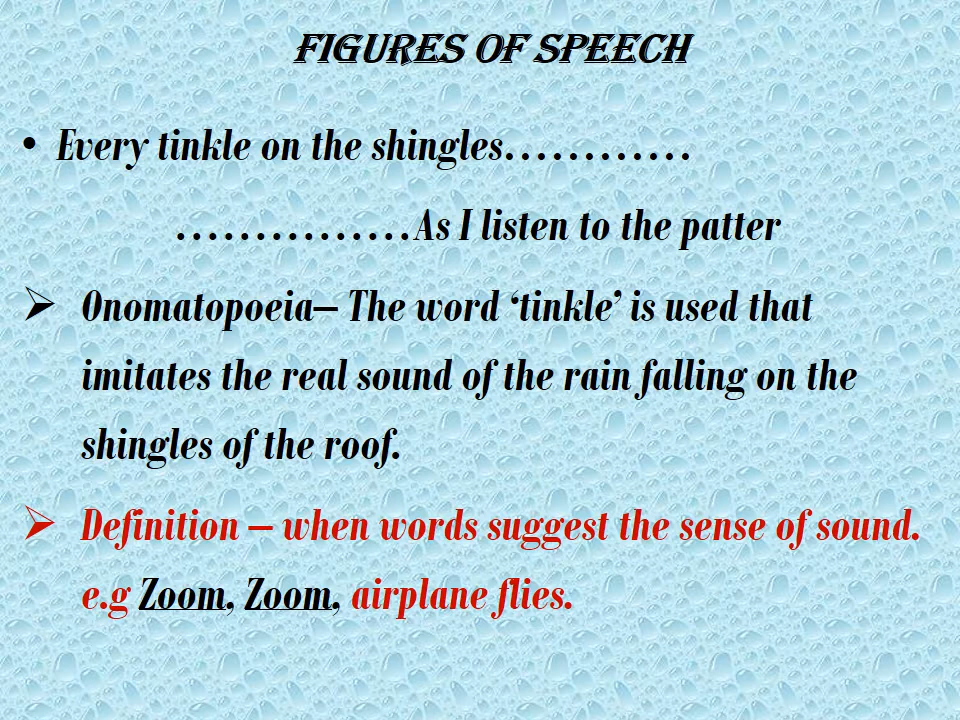 FIGURES OF SPEECH
• Every tinkle on the shingles…………
……………As I listen to the patter
➢ Onomatopoeia– The word ‘tinkle’ is used that
imitates the real sound of the rain falling on the
shingles of the roof.
➢ Definition – when words suggest the sense of sound.
e.g Zoom, Zoom, airplane flies.